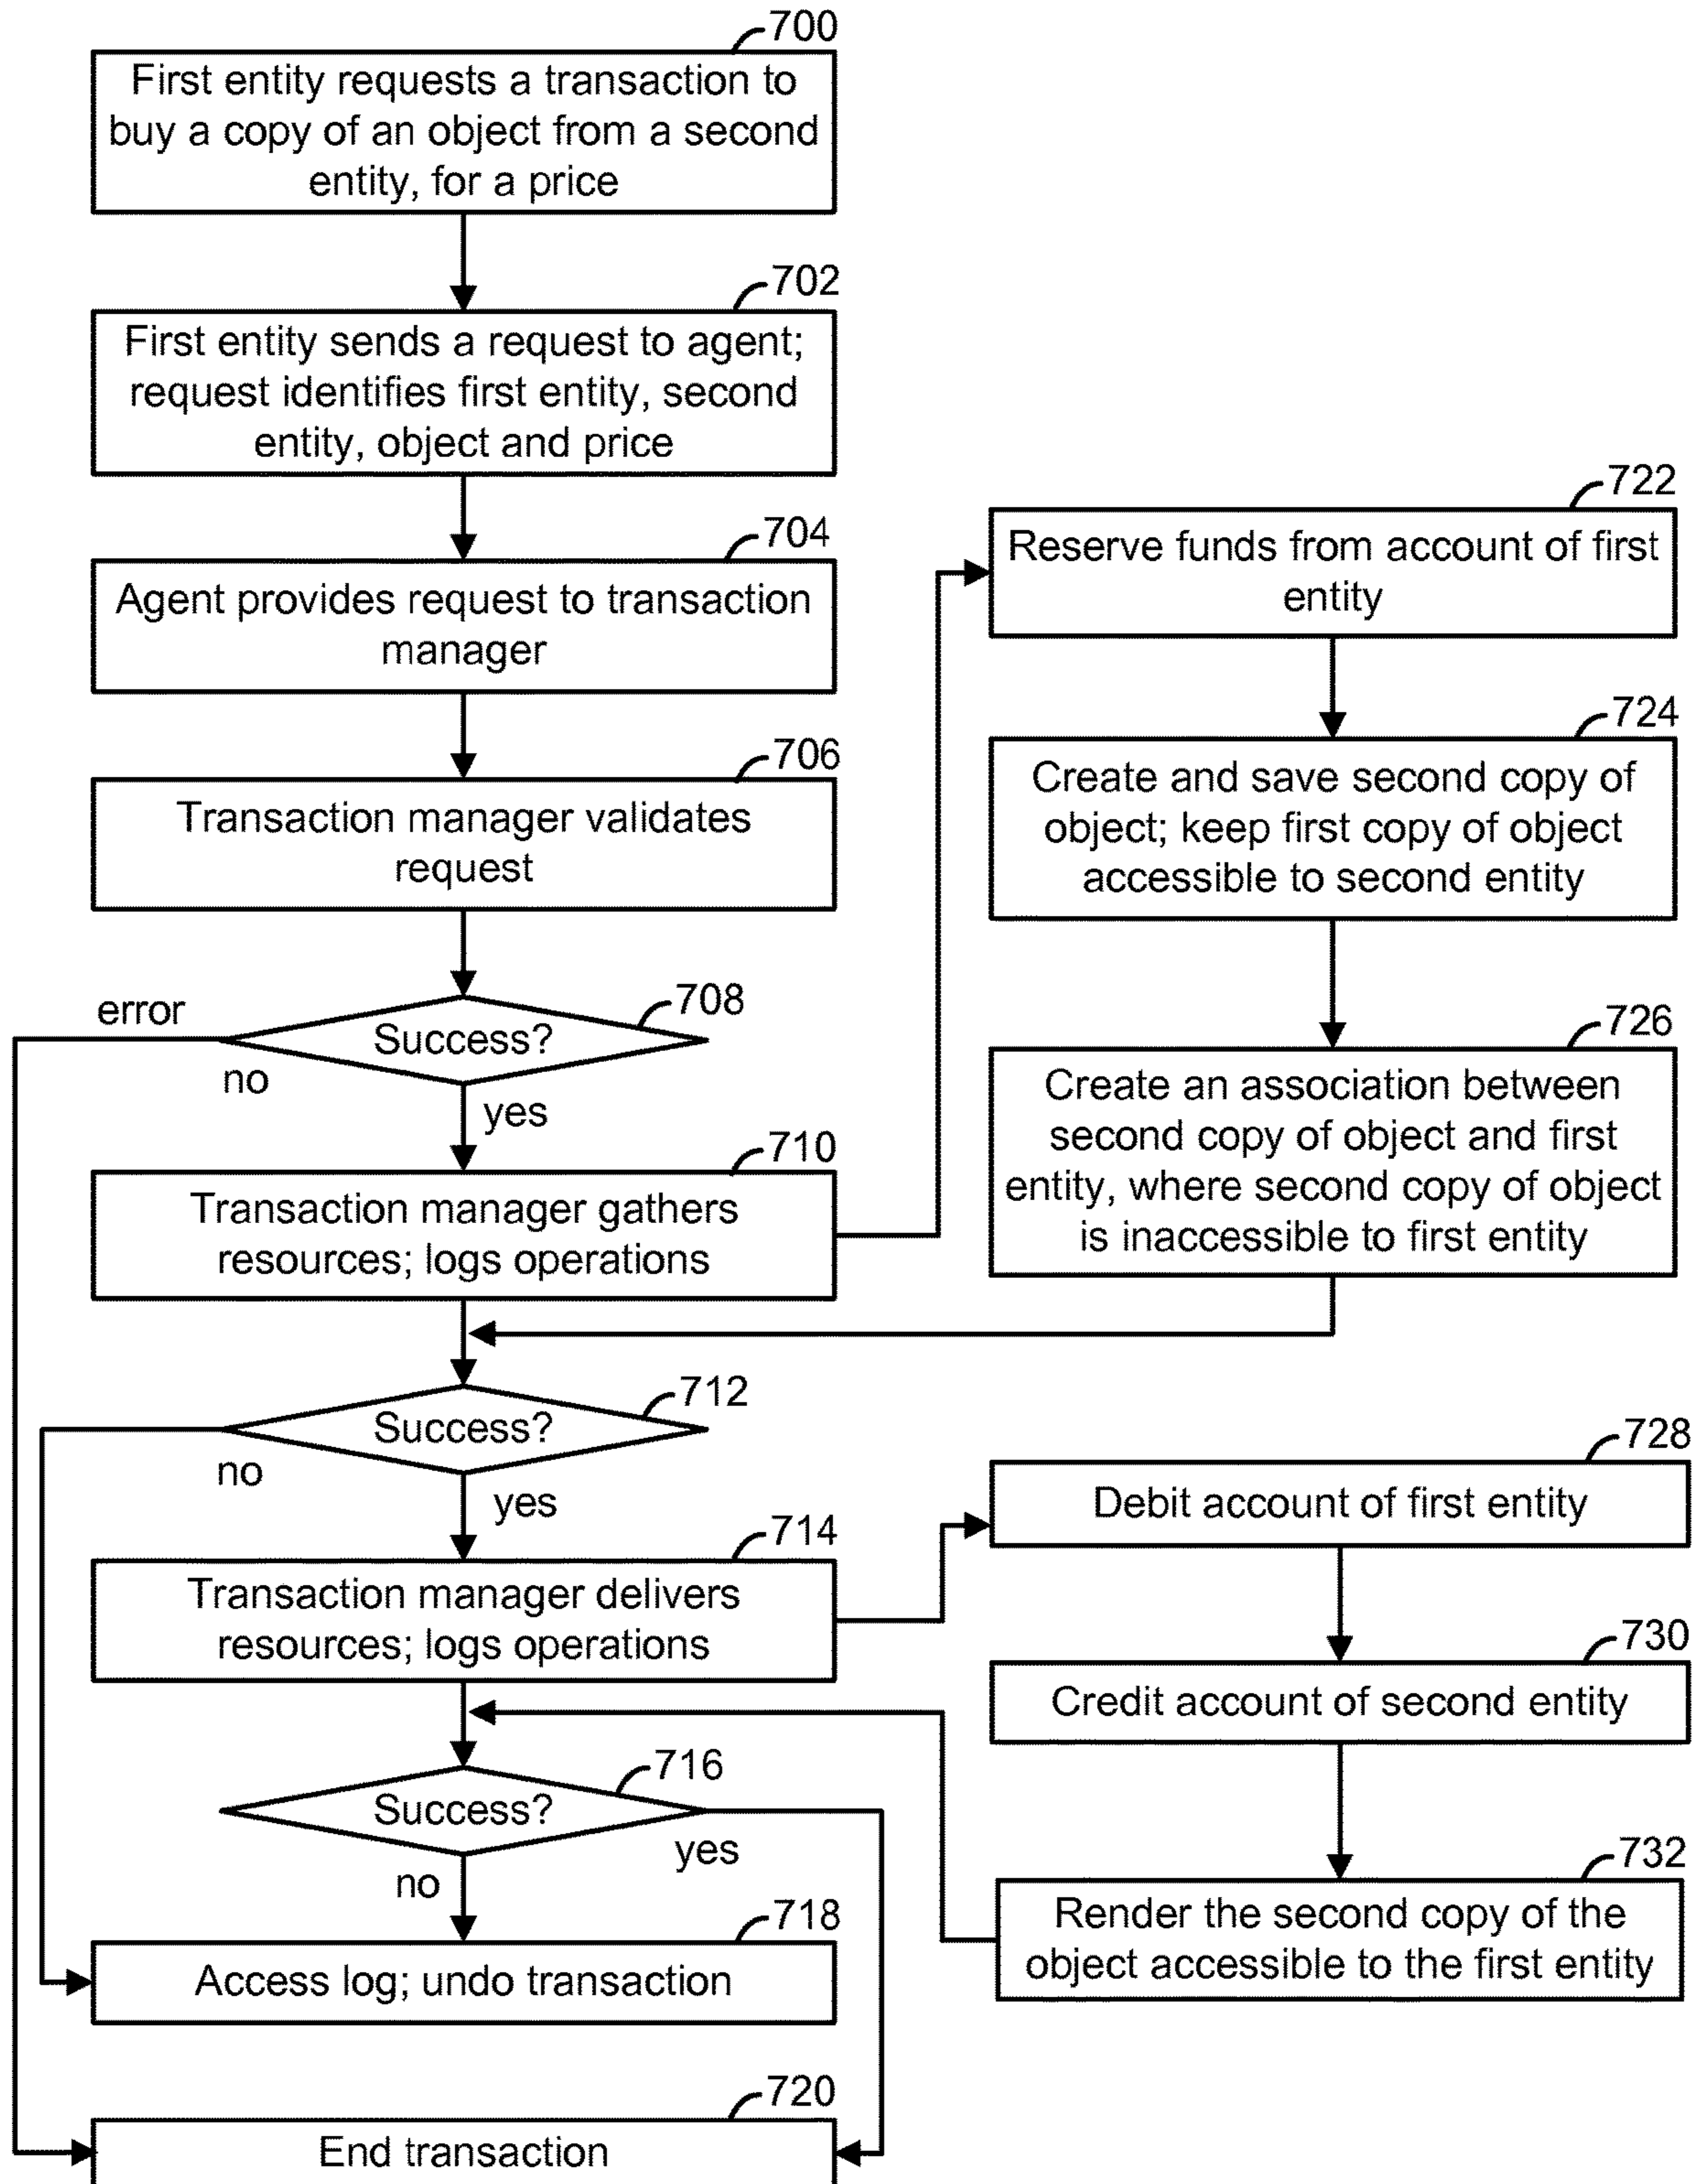 700
First entity requests a transaction to
buy a copy of an object from a second
entity, for a price
702
First entity sends a request to agent;
request identifies first entity, second
entity, object and price
704
Agent provides request to transaction
manager
706
Transaction manager validates
request
708
error
Success?
no
yes
710
Transaction manager gathers
resources; logs operations
712
Success?
no
yes
714
Transaction manager delivers
resources; logs operations
716
Success?
yes
no
718
Access log; undo transaction
720
End transaction
722
Reserve funds from account of first
entity
724
Create and save second copy of
object; keep first copy of object
accessible to second entity
726
Create an association between
second copy of object and first
entity, where second copy of object
is inaccessible to first entity
728
Debit account of first entity
730
Credit account of second entity
732
Render the second copy of the
object accessible to the first entity